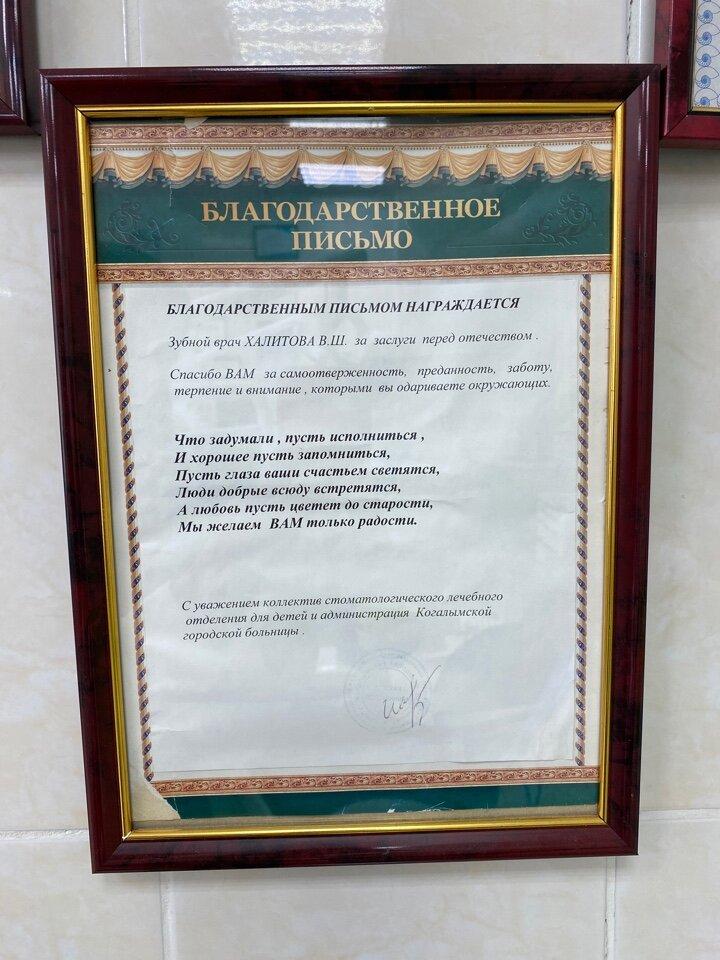 БЛАГОДАРСТВЕННОЕ
ПИСЬМО
БЛАГОДАРСТВЕННЫМ ПИСЬМОМ НАГРАЖДАЕТСЯ
Зубной врач ХАЛИТОВА В.Ш. за заслуги перед отечеством .
Спасибо ВАМ за самоотверженность, преданность, заботу,
терпение и внимание , которыми вы одариваете окружающих.
Что задумали , пусть исполниться ,
И хорошее пусть запомниться,
Пусть глаза ваши счастьем светятся,
Люди добрые всюду встретятся,
А любовь пусть цветет до старости,
Мы желаем ВАМ только радости.
С уважением коллектив стоматологического лечебного
отделения для детей и администрация Когалымской
городской больницы .